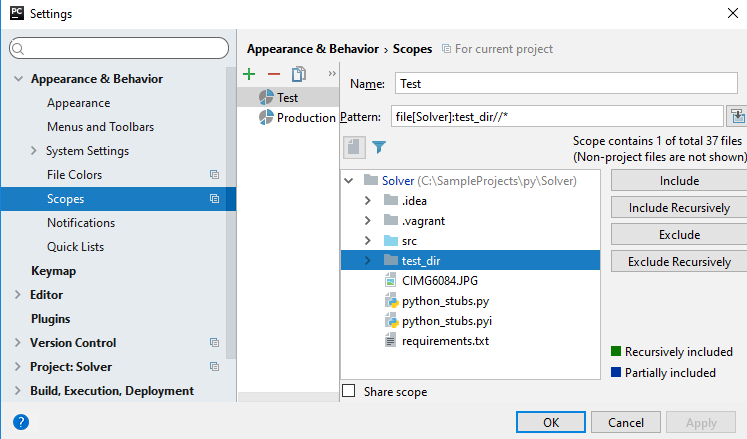 PC Settings
Appearance & Behavior › Scopes For current project
Appearance & Behavior
Appearance
Menus and Toolbars
System Settings
File Colors
Scopes
Notifications
Quick Lists
Keymap
Editor
Plugins
Version Control
Project: Solver
Build, Execution, Deployment
Test
Production
Name: Test
Pattern: file[Solver]:test_dir//*
Scope contains 1 of total 37 files
(Non-project files are not shown)
Solver (C:\SampleProjects\py\Solver)
.idea
.vagrant
src
test_dir
CIMG6084.JPG
python_stubs.py
python_stubs.pyi
requirements.txt
Include
Include Recursively
Exclude
Exclude Recursively
Recursively included
Partially included
Share scope
?
OK Cancel Apply